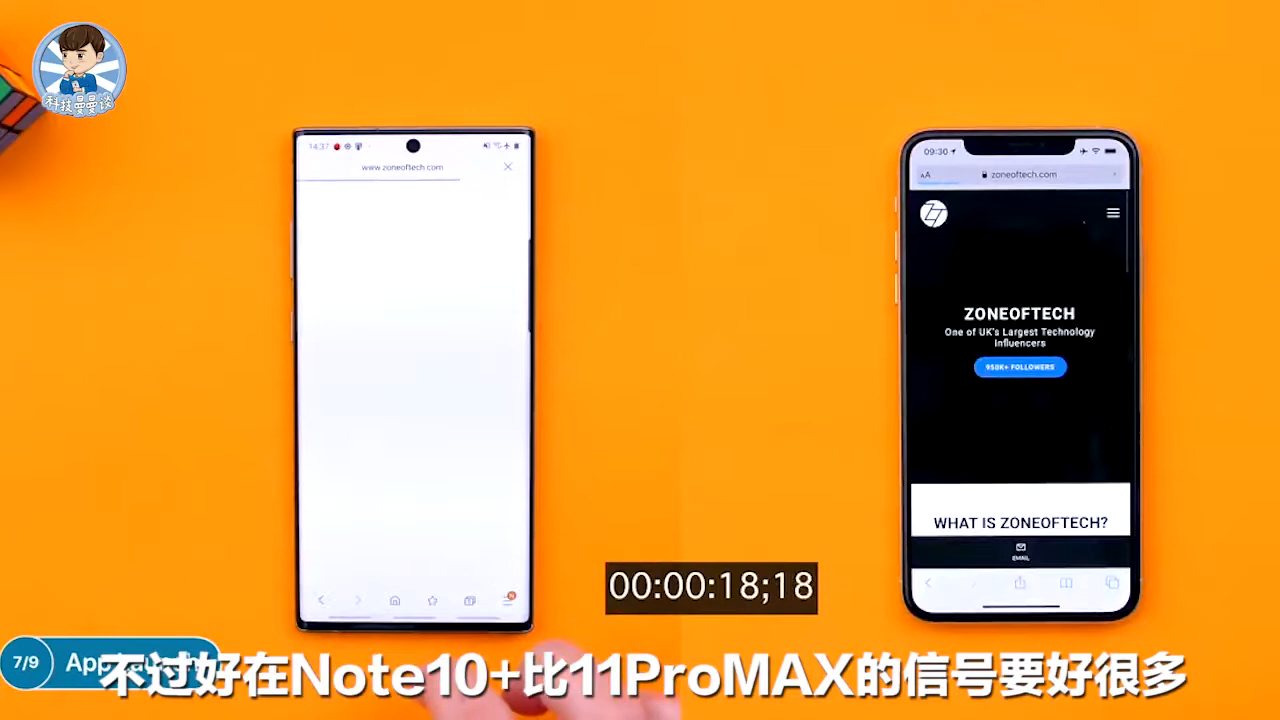 科技曼曼谈
14:37
www.zoneoftech.com
09:30
AA
zoneoftech.com
ZONEOFTECH
One of UK's Largest Technology
Influencers
950K+ FOLLOWERS
WHAT IS ZONEOFTECH?
EMAIL
00:00:18;18
7/9
App
不过好在Note10+比11ProMAX的信号要好很多